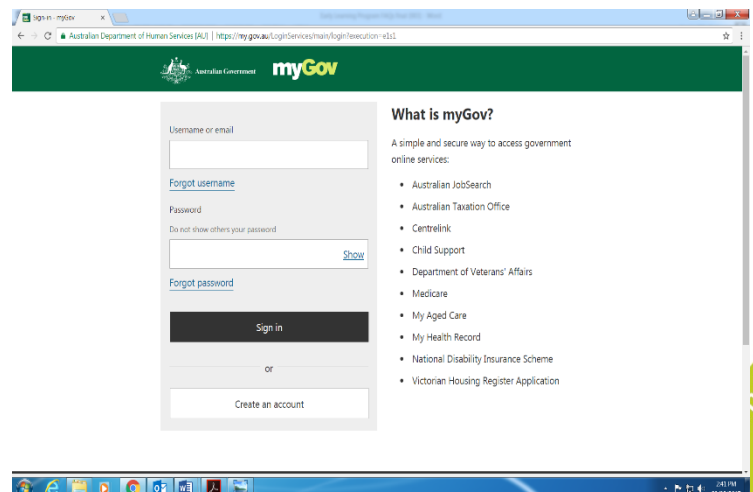 Sign-in - myGov
Australian Department of Human Services [AU] | https://my.gov.au/LoginServices/main/login?execution=e1s1
Australian Government
myGov
Username or email
Forgot username
Password
Do not show others your password
Show
Forgot password
Sign in
or
Create an account
What is myGov?
A simple and secure way to access government
online services:
• Australian JobSearch
• Australian Taxation Office
• Centrelink
• Child Support
• Department of Veterans' Affairs
• Medicare
• My Aged Care
• My Health Record
• National Disability Insurance Scheme
• Victorian Housing Register Application
2:41 PM